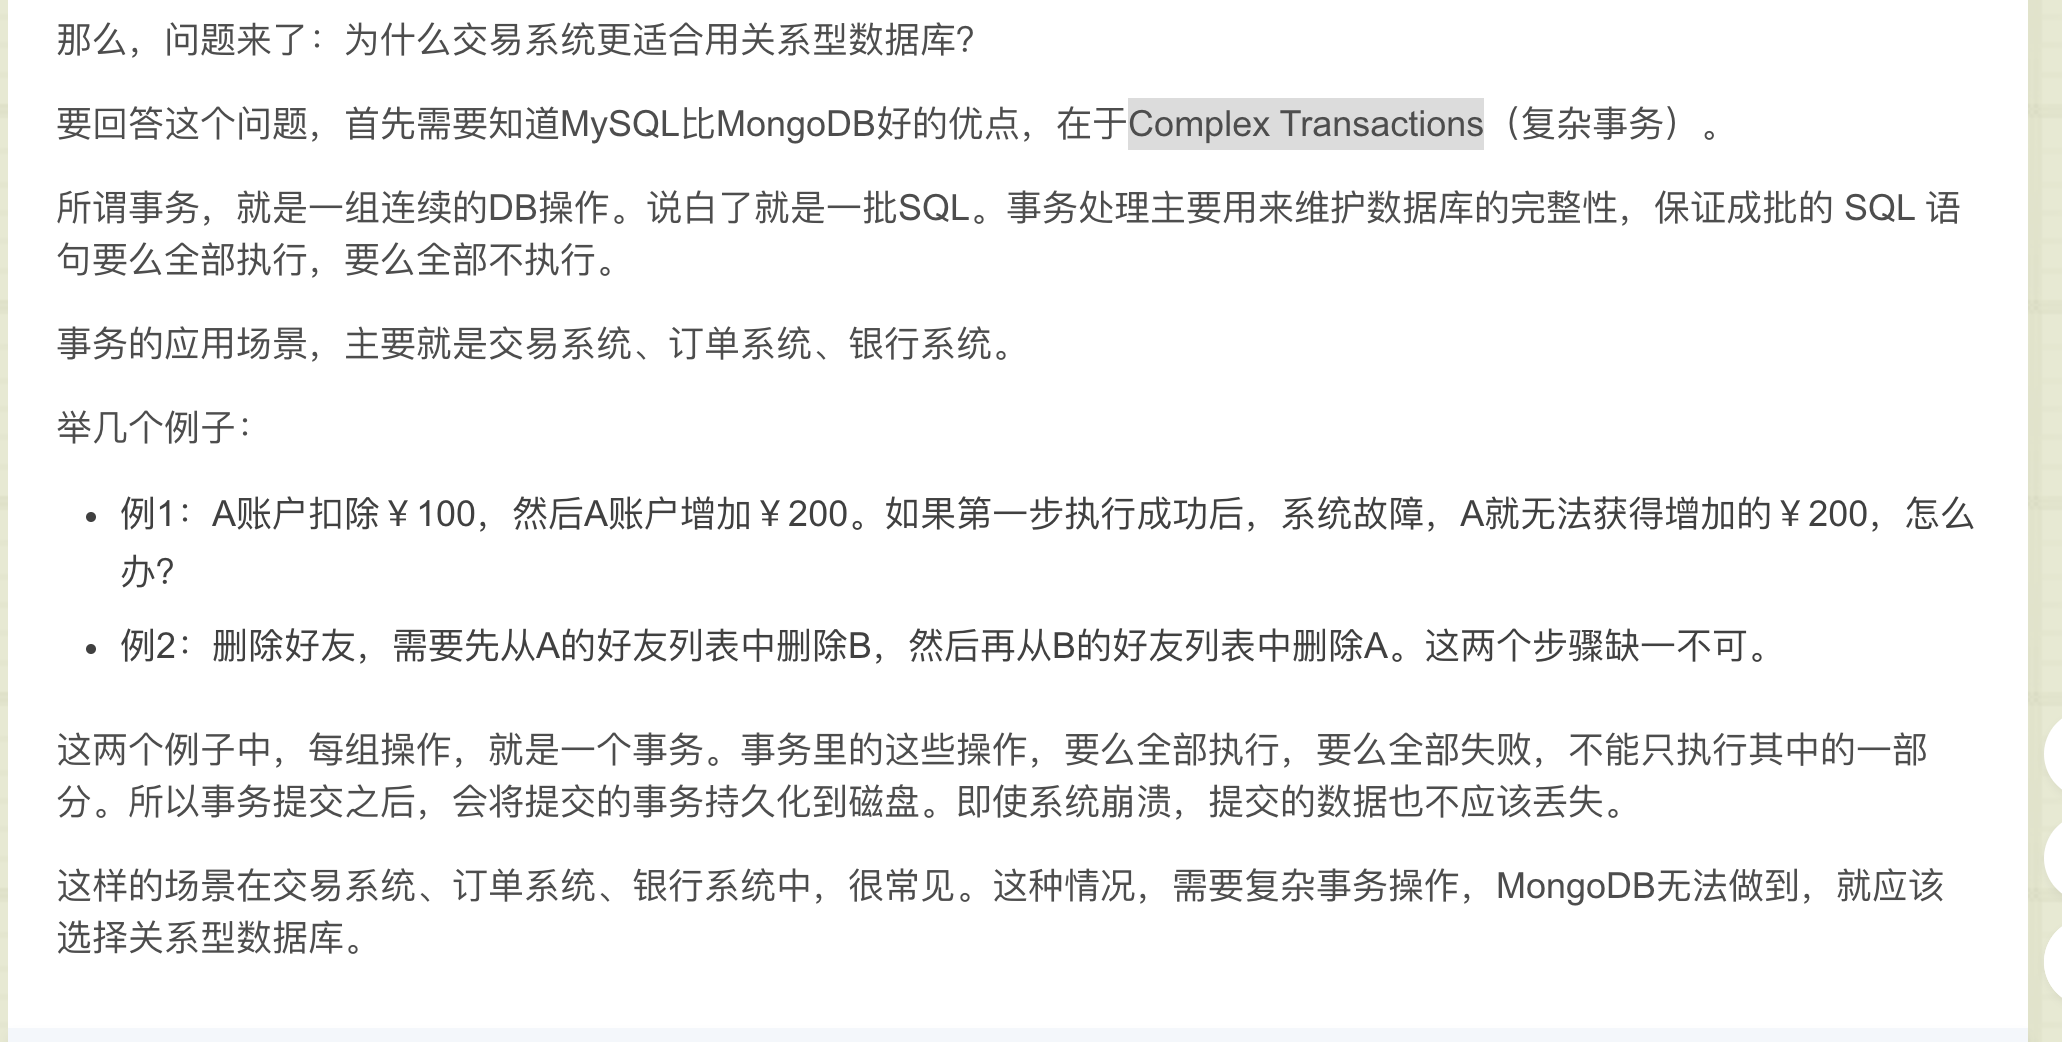 那么，问题来了：为什么交易系统更适合用关系型数据库？
要回答这个问题，首先需要知道MySQL比MongoDB好的优点，在于Complex Transactions（复杂事务）。
所谓事务，就是一组连续的DB操作。说白了就是一批SQL。事务处理主要用来维护数据库的完整性，保证成批的 SQL 语
句要么全部执行，要么全部不执行。
事务的应用场景，主要就是交易系统、订单系统、银行系统。
举几个例子：
• 例1：A账户扣除￥100，然后A账户增加￥200。如果第一步执行成功后，系统故障，A就无法获得增加的￥200，怎么
办？
• 例2：删除好友，需要先从A的好友列表中删除B，然后再从B的好友列表中删除A。这两个步骤缺一不可。
这两个例子中，每组操作，就是一个事务。事务里的这些操作，要么全部执行，要么全部失败，不能只执行其中的一部
分。所以事务提交之后，会将提交的事务持久化到磁盘。即使系统崩溃，提交的数据也不应该丢失。
这样的场景在交易系统、订单系统、银行系统中，很常见。这种情况，需要复杂事务操作，MongoDB无法做到，就应该
选择关系型数据库。